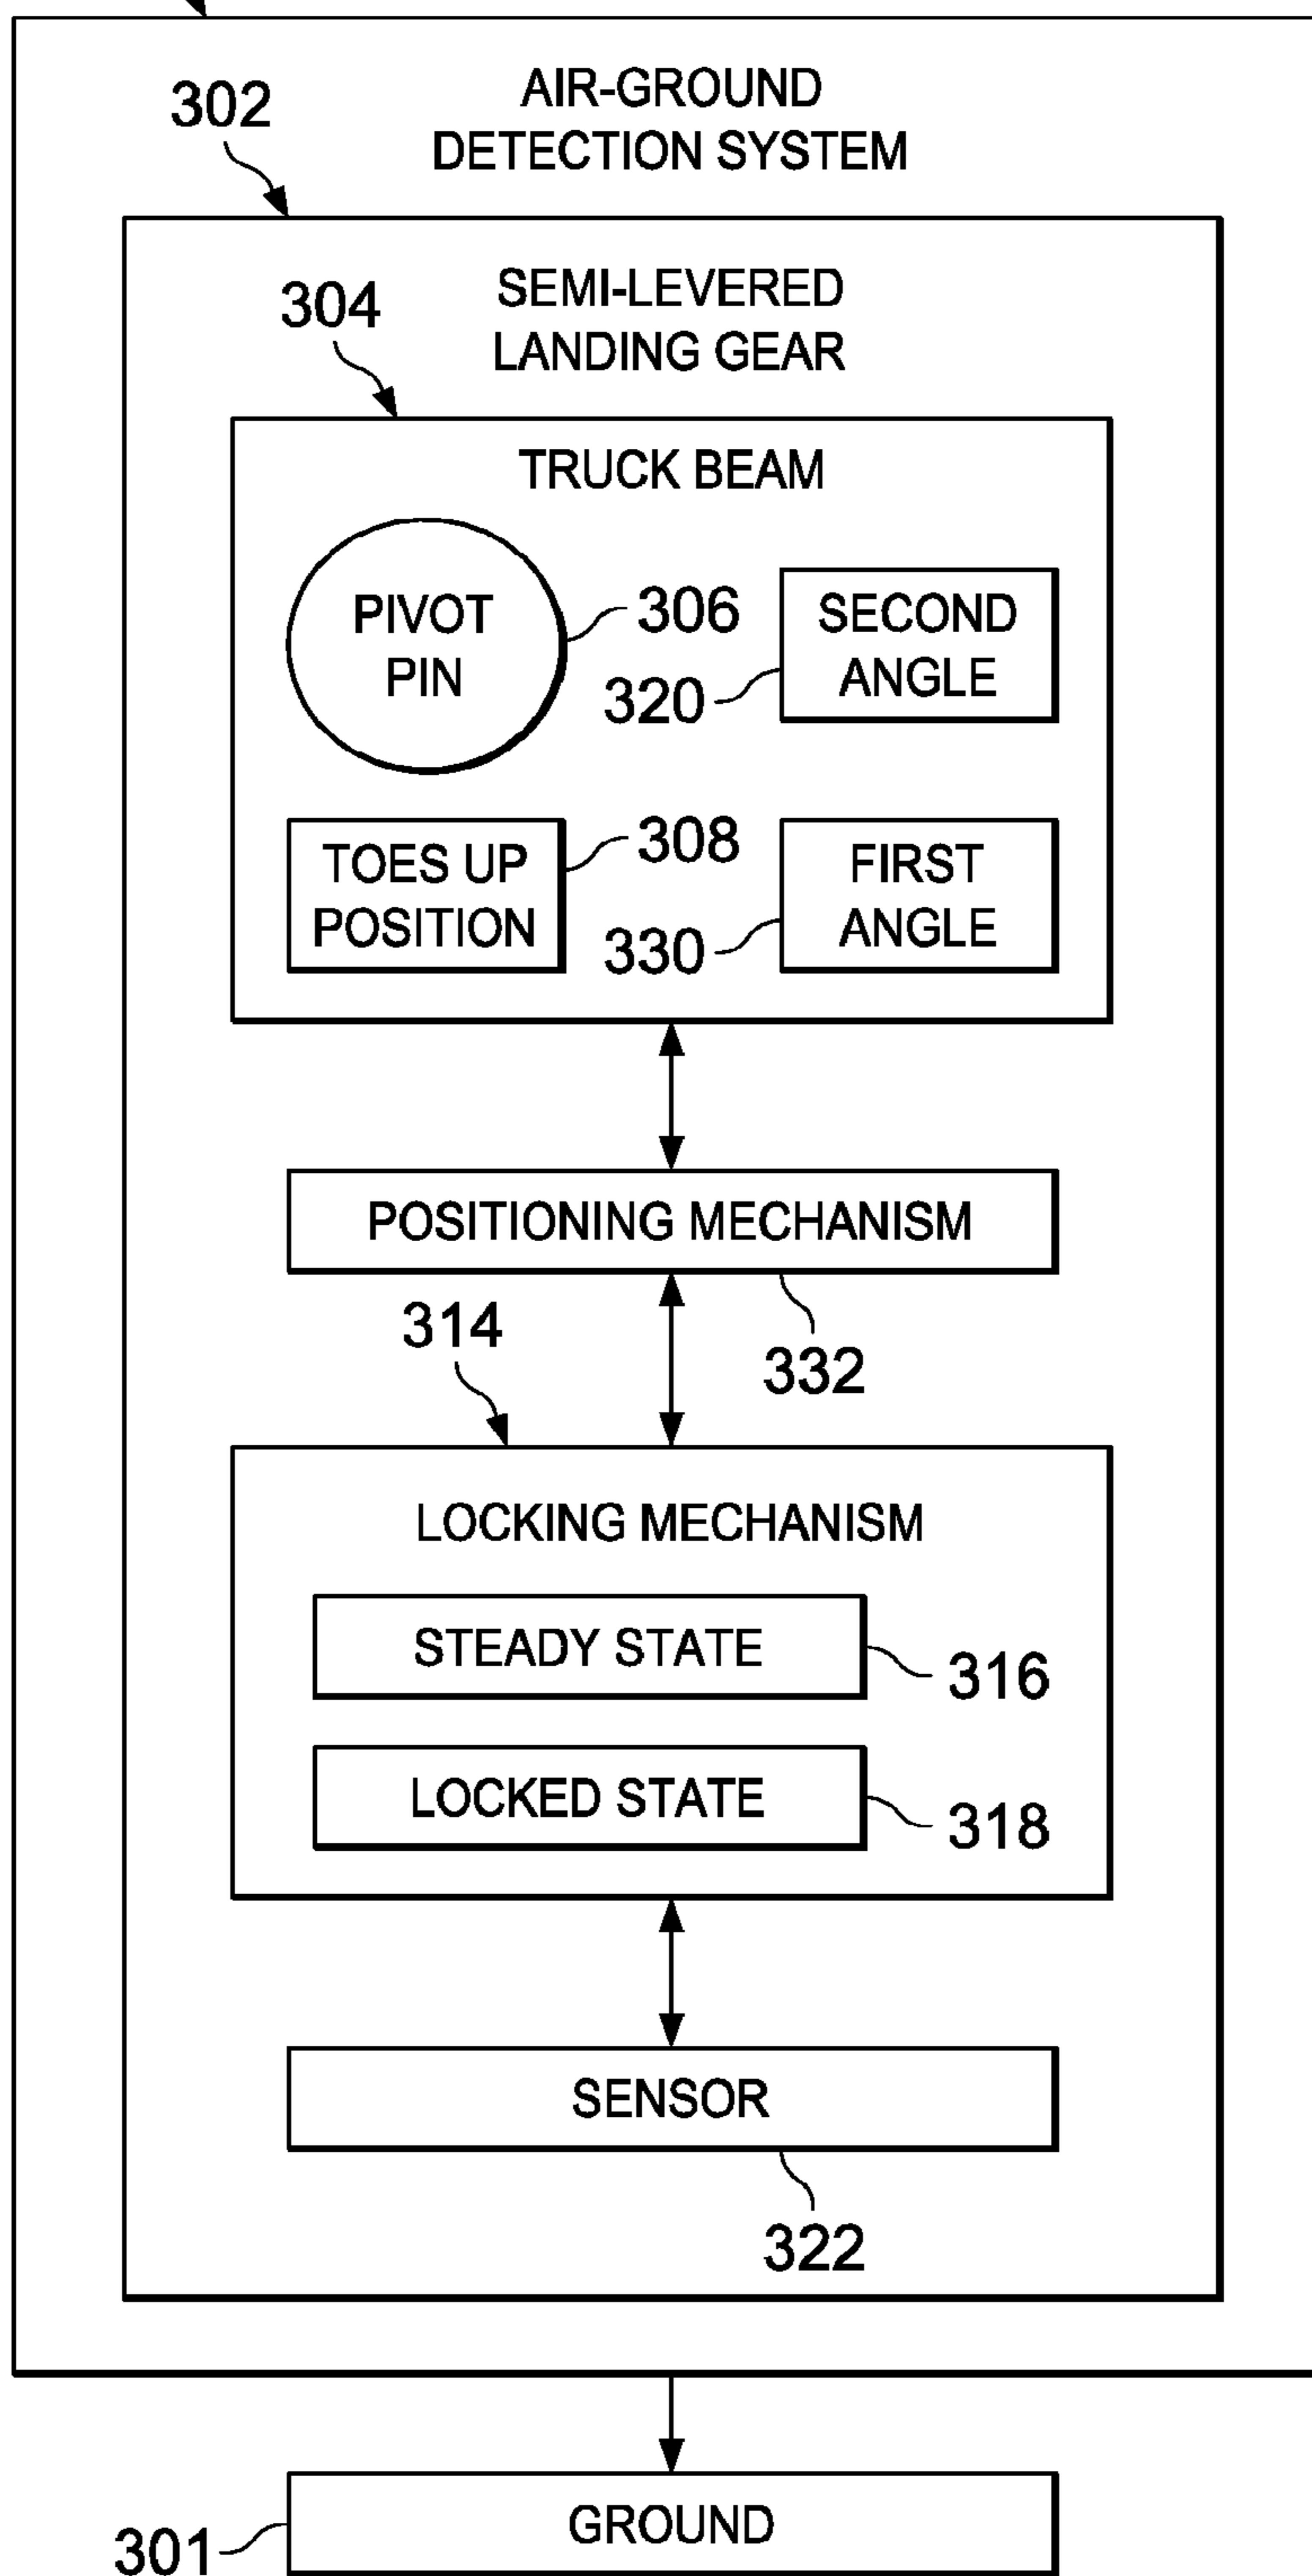 AIR-GROUND
DETECTION SYSTEM
302
SEMI-LEVERED
LANDING GEAR
304
TRUCK BEAM
PIVOT
PIN
306
SECOND
ANGLE
320
TOES UP
POSITION
308
FIRST
ANGLE
330
POSITIONING MECHANISM
332
314
LOCKING MECHANISM
STEADY STATE
316
LOCKED STATE
318
SENSOR
322
GROUND
301